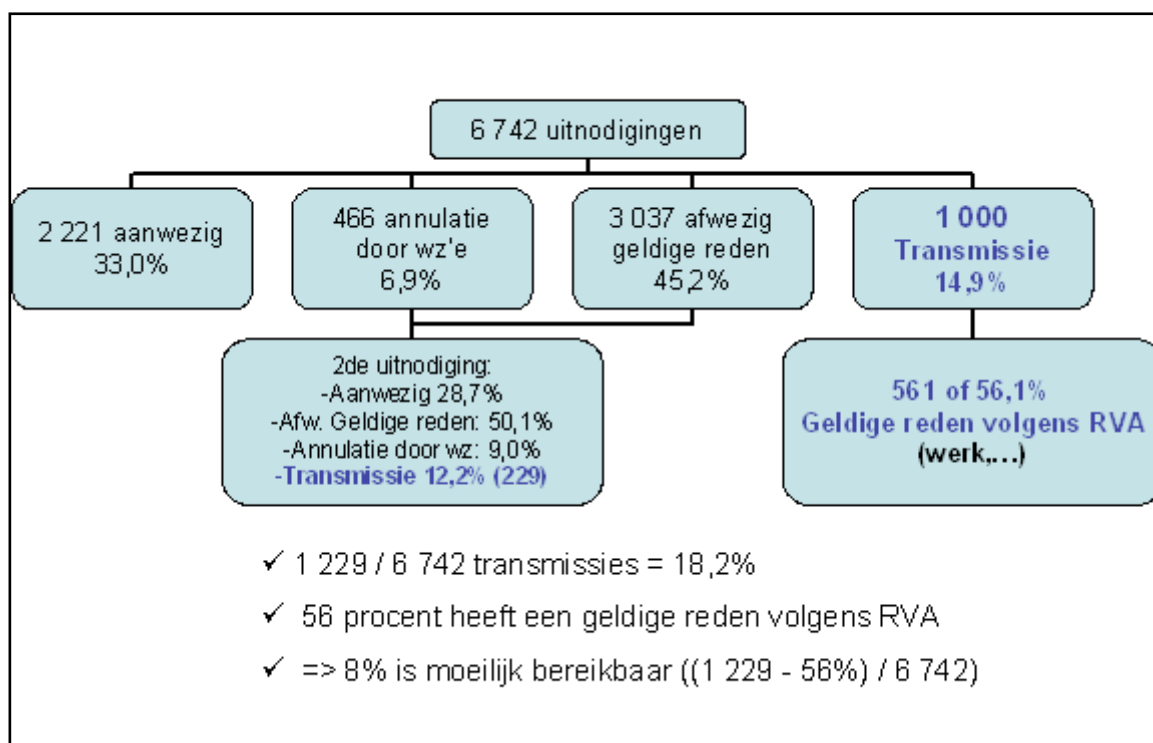 6 742 uitnodigingen
2 221 aanwezig
33,0%
466 annulatie
door wz'e
6,9%
3 037 afwezig
geldige reden
45,2%
1 000
Transmissie
14,9%
2de uitnodiging:
-Aanwezig 28,7%
-Afw. Geldige reden: 50,1%
-Annulatie door wz: 9,0%
-Transmissie 12,2% (229)
561 of 56,1%
Geldige reden volgens RVA
(werk,…)
✓ 1 229 / 6 742 transmissies = 18,2%
✓ 56 procent heeft een geldige reden volgens RVA
✓ => 8% is moeilijk bereikbaar ((1 229 - 56%) / 6 742)